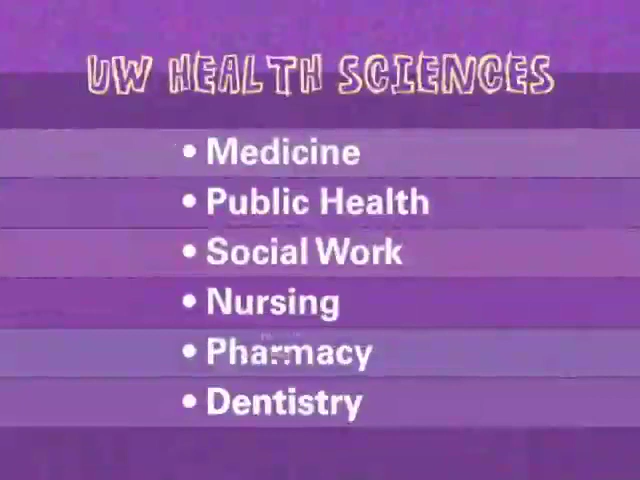 UW HEALTH SCIENCES
• Medicine
• Public Health
• Social Work
• Nursing
• Pharmacy
• Dentistry